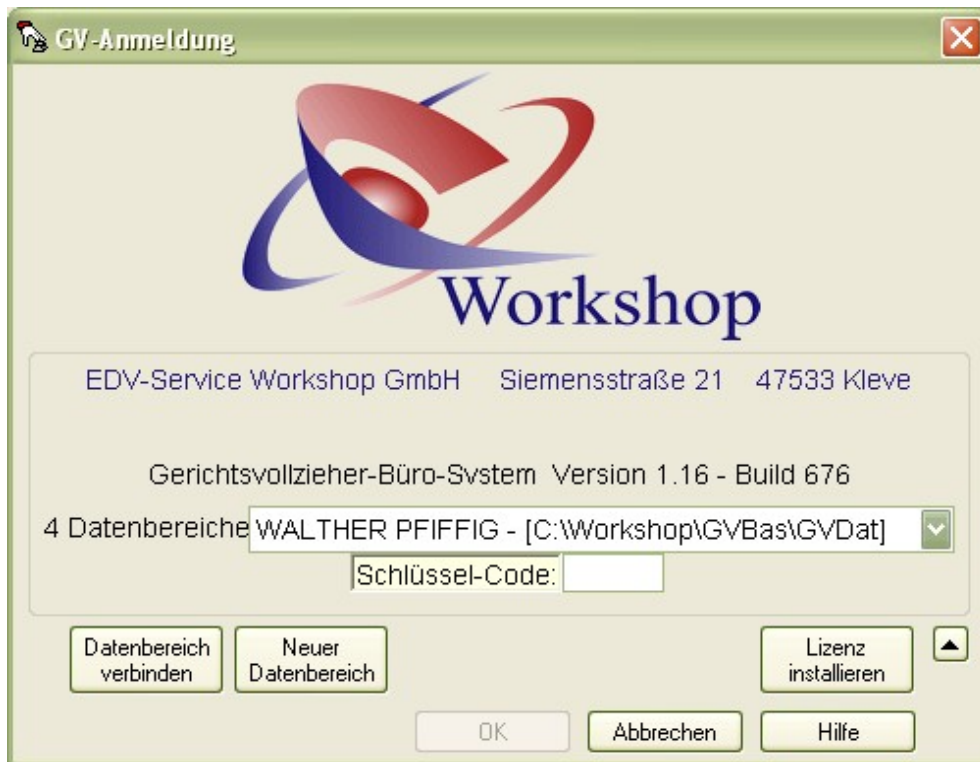 GV-Anmeldung
Workshop
EDV-Service Workshop GmbH Siemensstraße 21 47533 Kleve
Gerichtsvollzieher-Büro-System Version 1.16 - Build 676
4 Datenbereiche WALTHER PFIFFIG - [C:\Workshop\GVBas\GVDat]
Schlüssel-Code:
Datenbereich verbinden
Neuer Datenbereich
Lizenz installieren
OK Abbrechen Hilfe